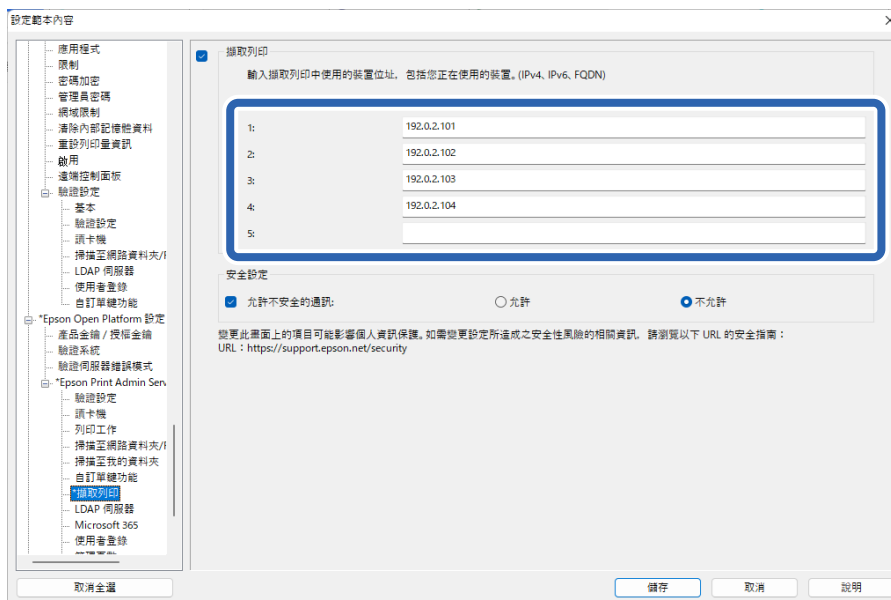 設定範本內容
應用程式
限制
密碼加密
管理員密碼
網域限制
清除內部記憶體資料
重設列印量資訊
啟用
遠端控制面板
驗證設定
基本
驗證設定
讀卡機
掃描至網路資料夾/F
LDAP 伺服器
使用者登錄
自訂單鍵功能
*Epson Open Platform 設定
產品金鑰 / 授權金鑰
驗證系統
驗證伺服器錯誤模式
*Epson Print Admin Serv
驗證設定
讀卡機
列印工作
掃描至網路資料夾/F
掃描至我的資料夾
自訂單鍵功能
*擷取列印
LDAP 伺服器
Microsoft 365
使用者登錄
取消全選
擷取列印
輸入擷取列印中使用的裝置位址，包括您正在使用的裝置。(IPv4、IPv6、FQDN)
1: 192.0.2.101
2: 192.0.2.102
3: 192.0.2.103
4: 192.0.2.104
5:
安全設定
允許不安全的通訊: 允許 不允許
變更此畫面上的項目可能影響個人資訊保護。如需變更設定所造成之安全性風險的相關資訊，請瀏覽以下 URL 的安全指南：
URL：https://support.epson.net/security
儲存 取消 說明